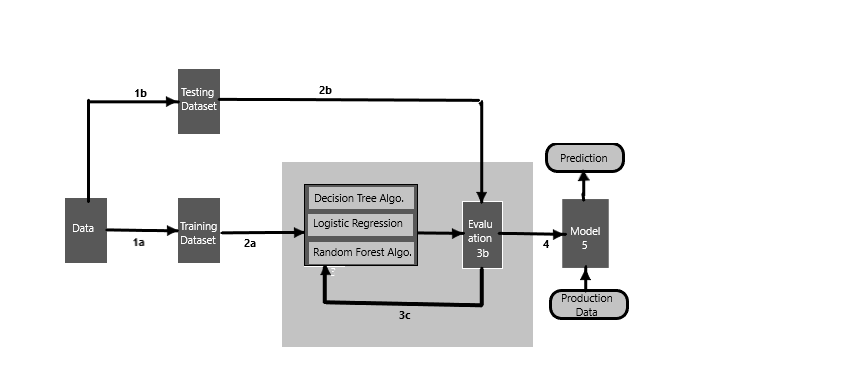 1b
Testing
Dataset
2b
Prediction
Decision Tree Algo.
Logistic Regression
Random Forest Algo.
Data
1a
Training
Dataset
2a
Evalu
ation
3b
4
Model
5
Production
Data
3c